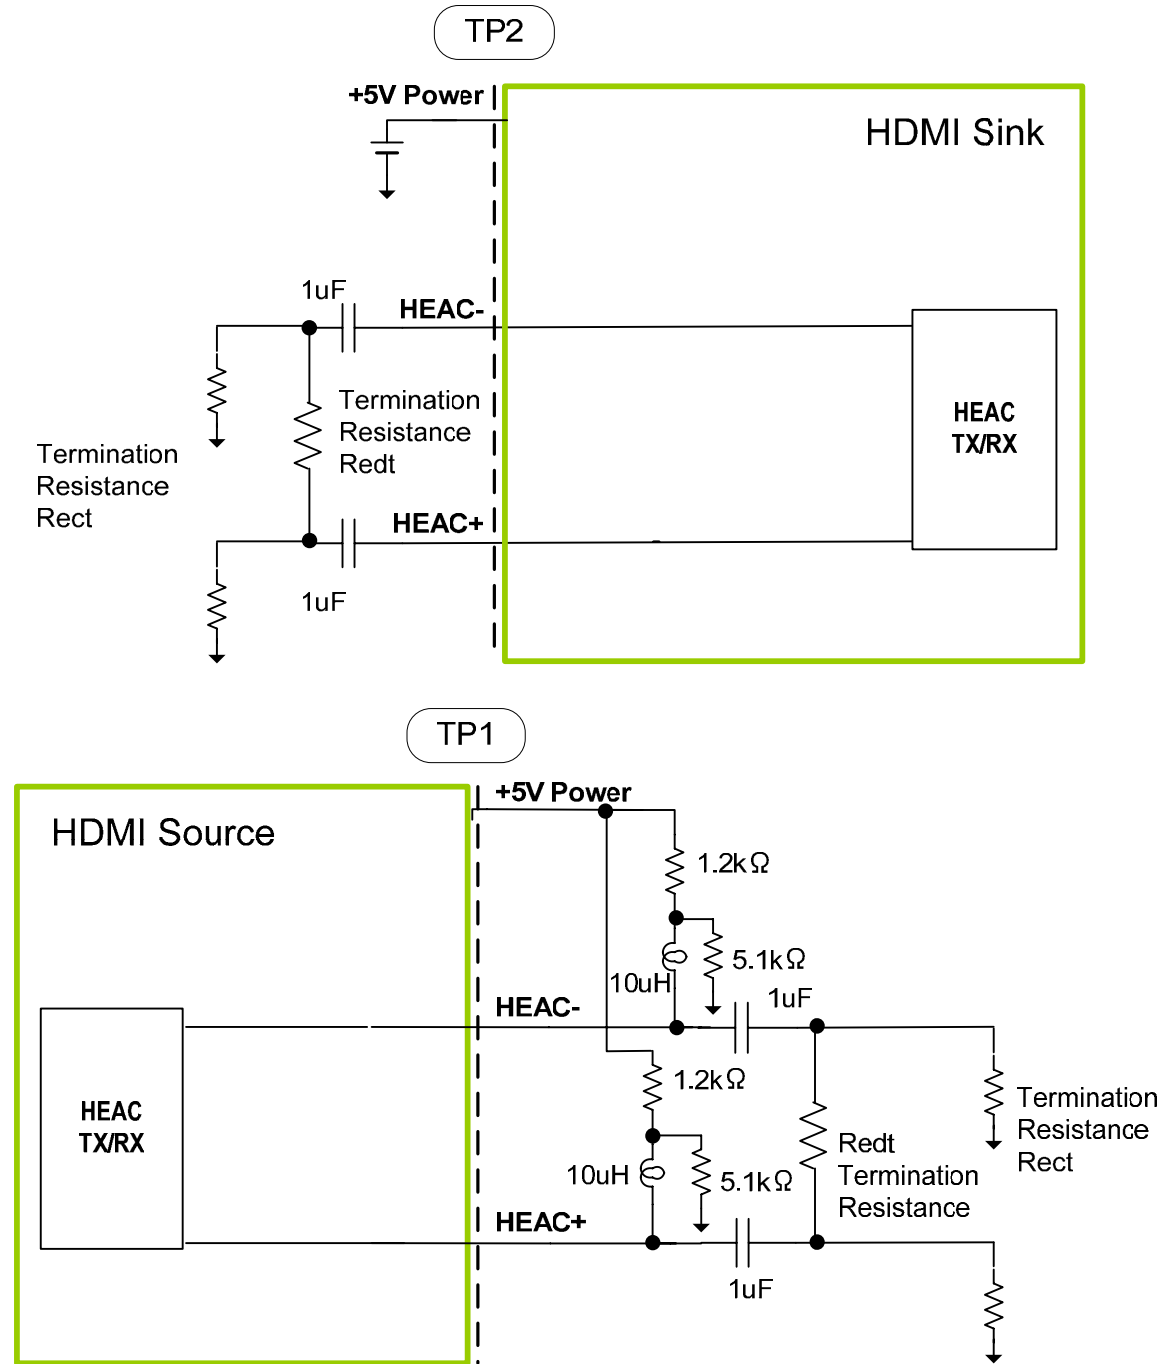 TP2
+5V Power
HDMI Sink
1uF
HEAC-
Termination
Resistance
Redt
HEAC
TX/RX
Termination
Resistance
Rect
HEAC+
1uF
TP1
+5V Power
HDMI Source
1.2kΩ
5.1kΩ
10uH
1uF
HEAC-
1.2kΩ
HEAC
TX/RX
Termination
Resistance
Rect
Redt
Termination
Resistance
10uH
5.1kΩ
HEAC+
1uF